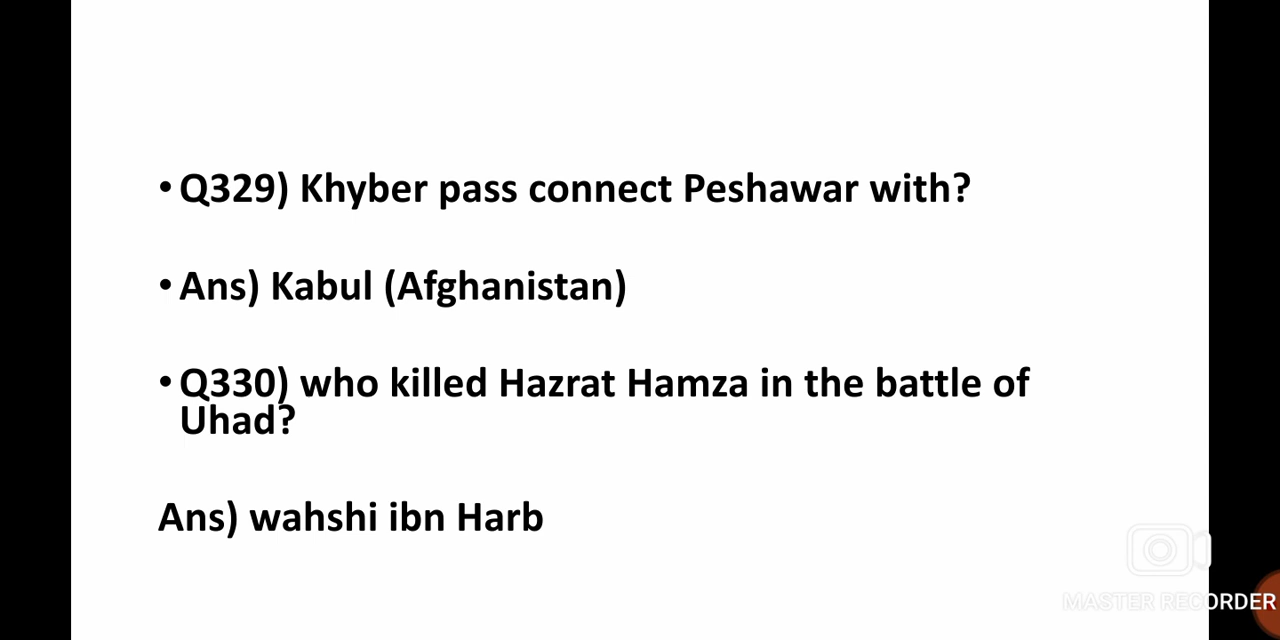 • Q329) Khyber pass connect Peshawar with?
• Ans) Kabul (Afghanistan)
• Q330) who killed Hazrat Hamza in the battle of
Uhad?
Ans) wahshi ibn Harb
MASTER RECORDER